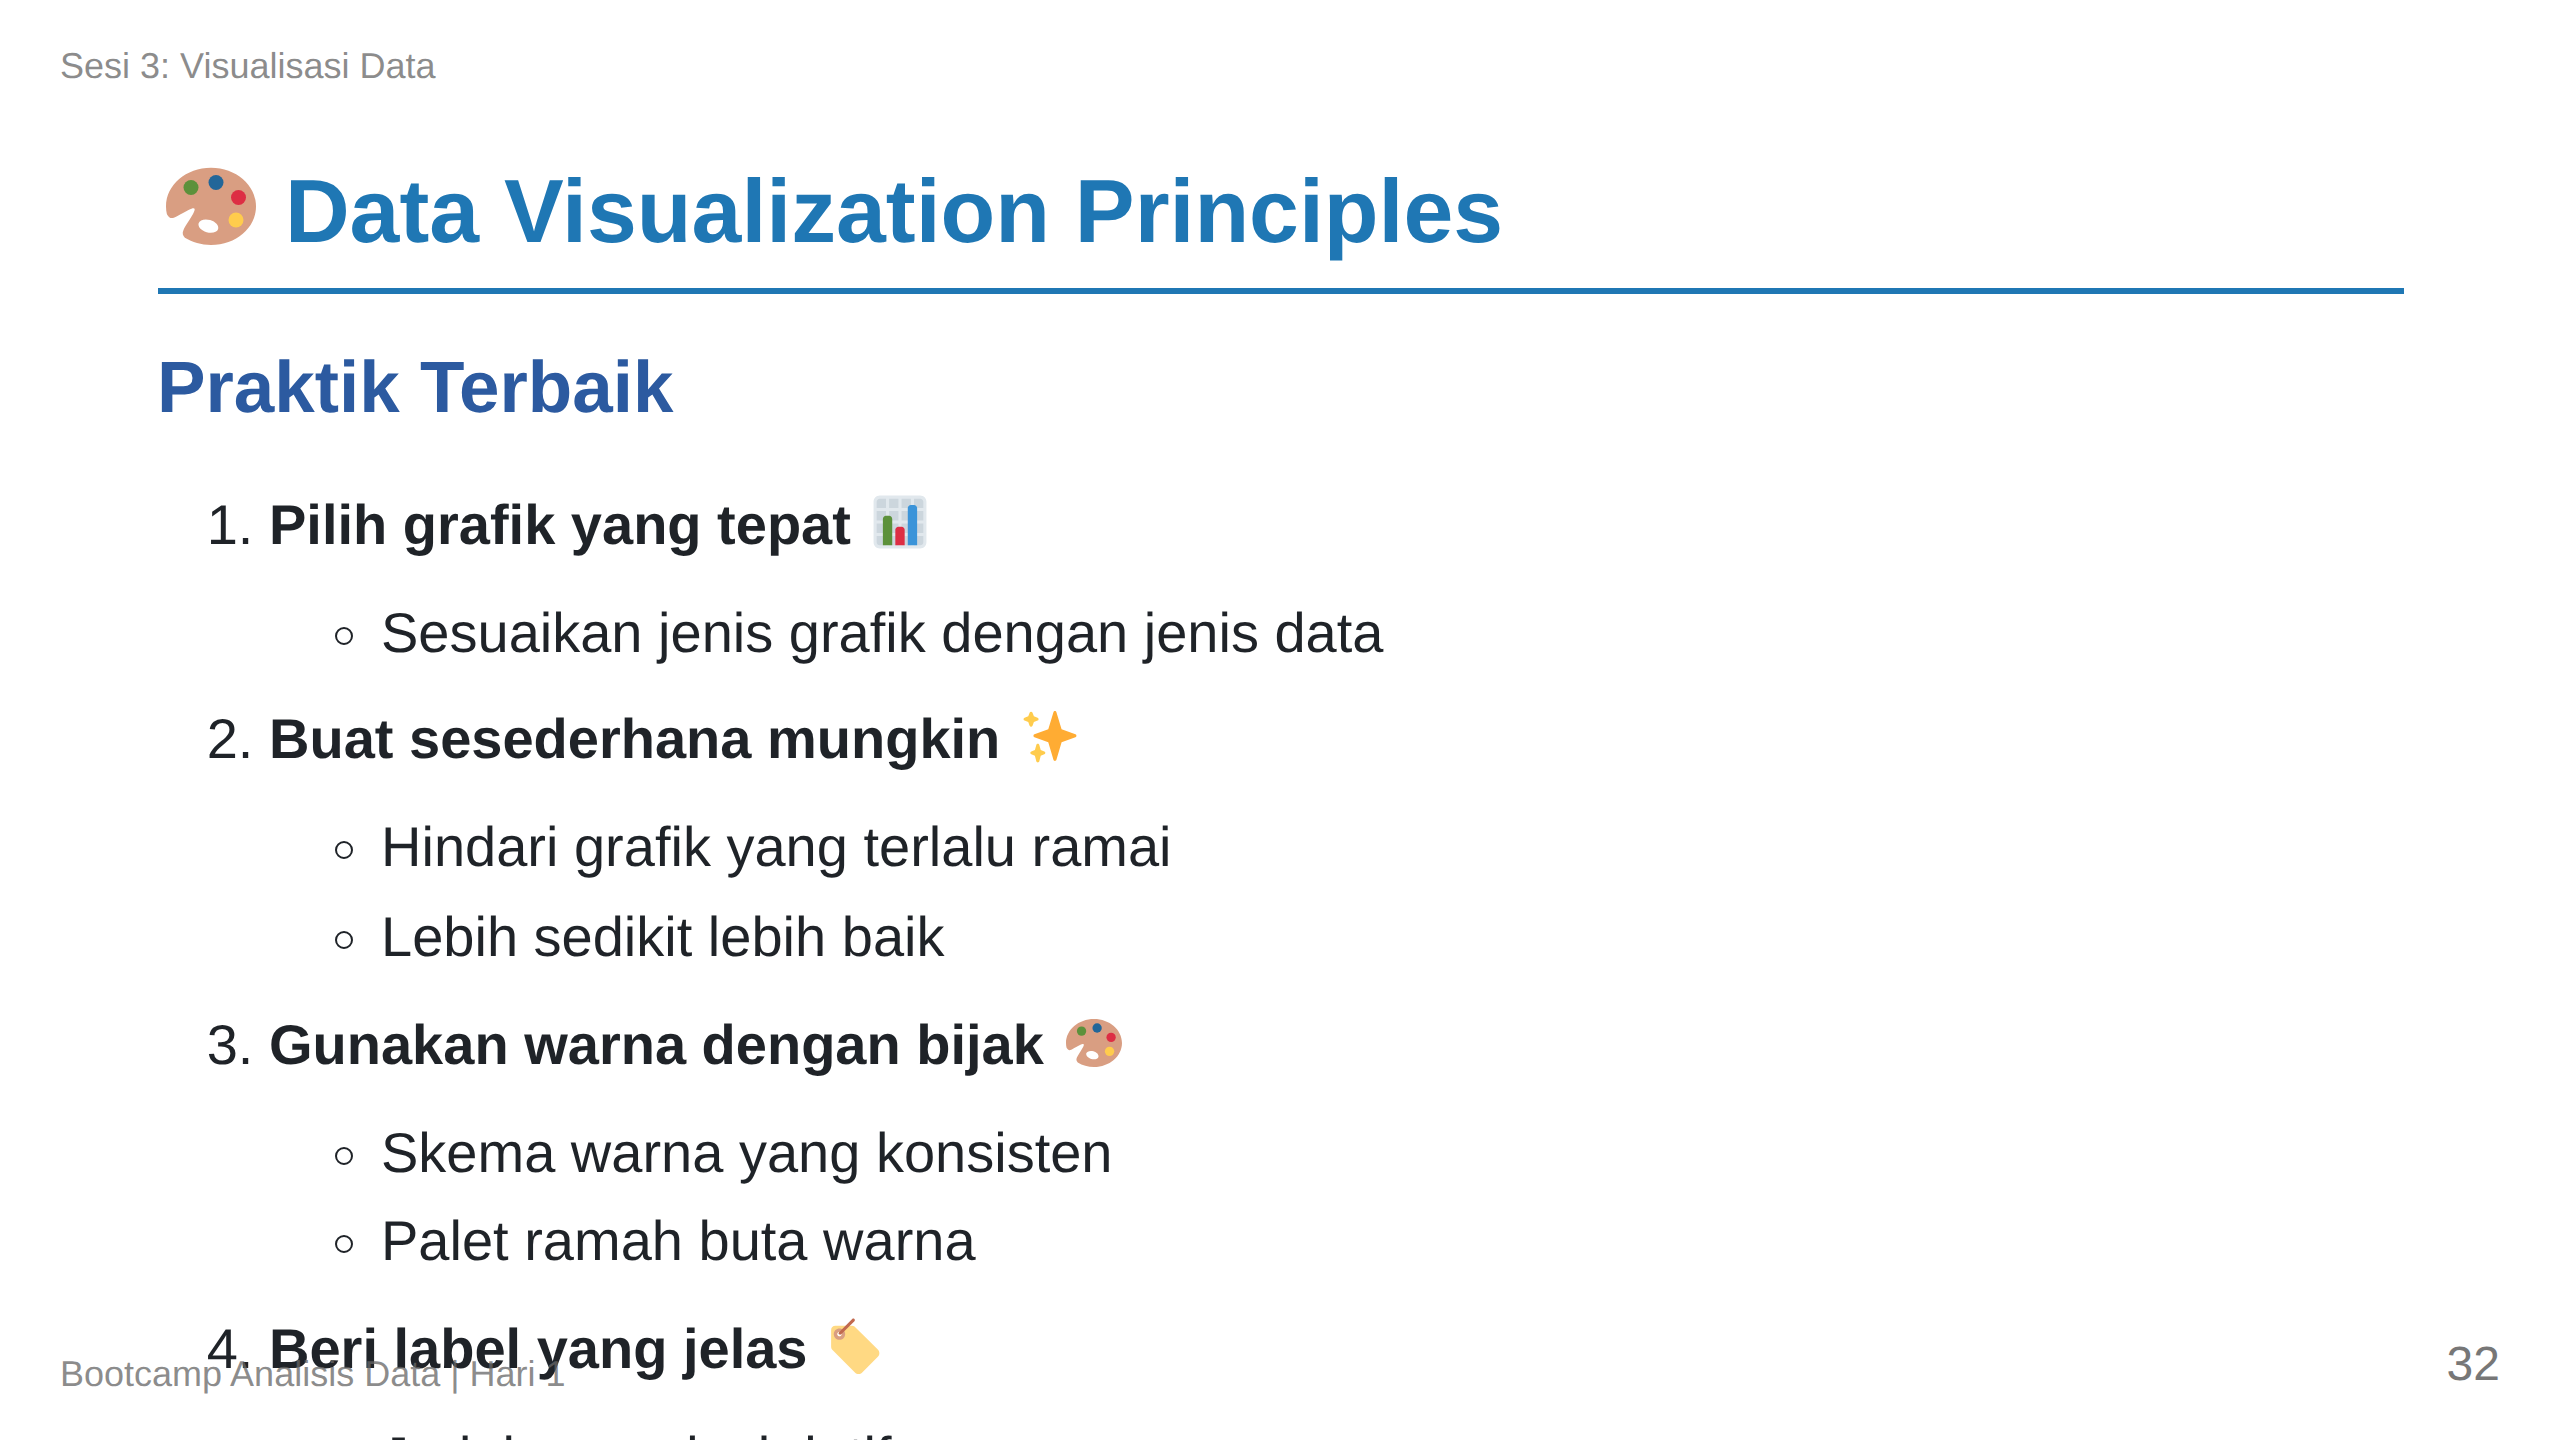 Sesi 3: Visualisasi Data
🎨 Data Visualization Principles
Praktik Terbaik
1. Pilih grafik yang tepat 📊
○ Sesuaikan jenis grafik dengan jenis data
2. Buat sesederhana mungkin ✨
○ Hindari grafik yang terlalu ramai
○ Lebih sedikit lebih baik
3. Gunakan warna dengan bijak 🎨
○ Skema warna yang konsisten
○ Palet ramah buta warna
4. Beri label yang jelas 🏷️
Bootcamp Analisis Data | Hari 1
32